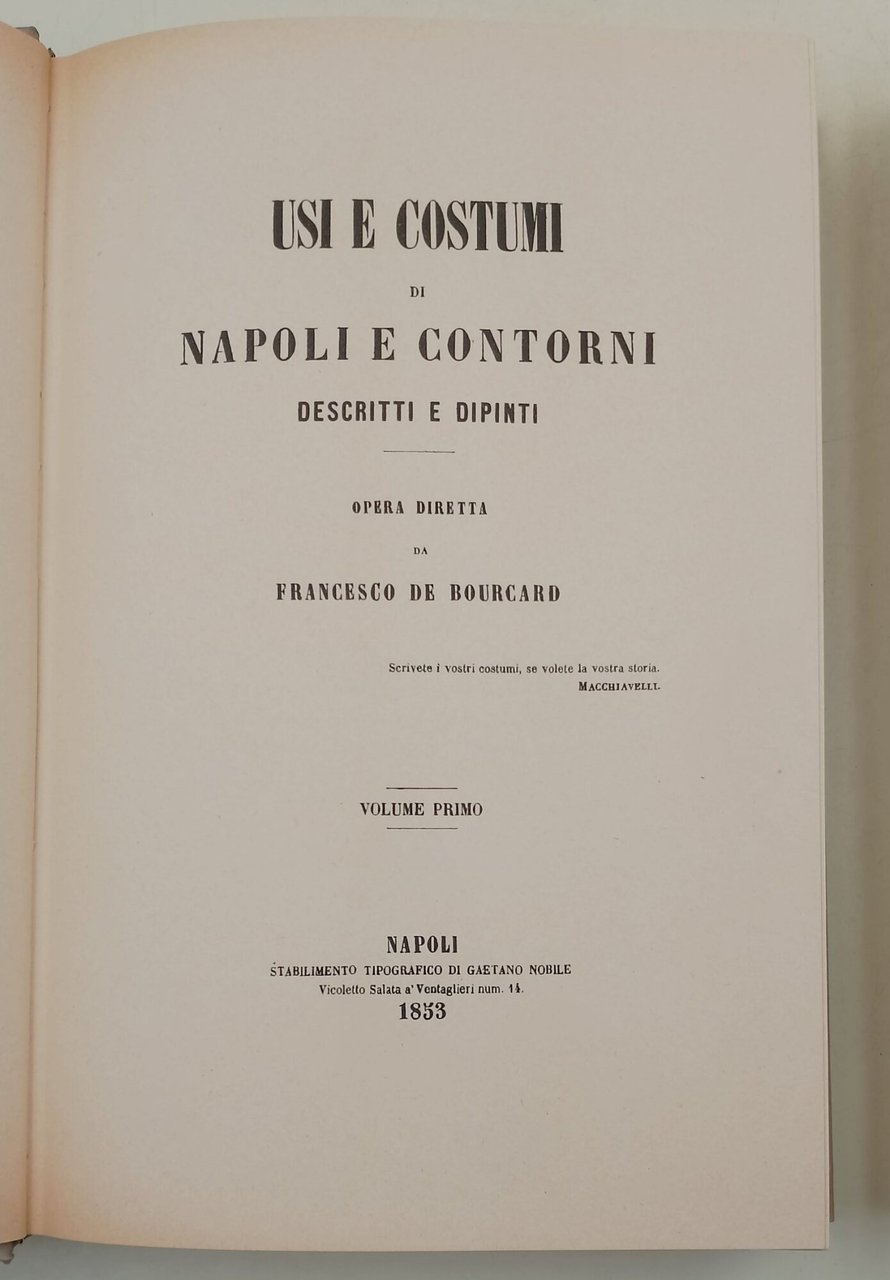 USI E COSTUMI
DI
NAPOLI E CONTORNI
DESCRITTI E DIPINTI
OPERA DIRETTA
DA
FRANCESCO DE BOURCARD
Scrivete i vostri costumi, se volete la vostra storia.
MACCHIAVELLI.
VOLUME PRIMO
NAPOLI
STABILIMENTO TIPOGRAFICO DI GAETANO NOBILE
Vicoletto Salata a' Ventaglieri num. 14.
1853